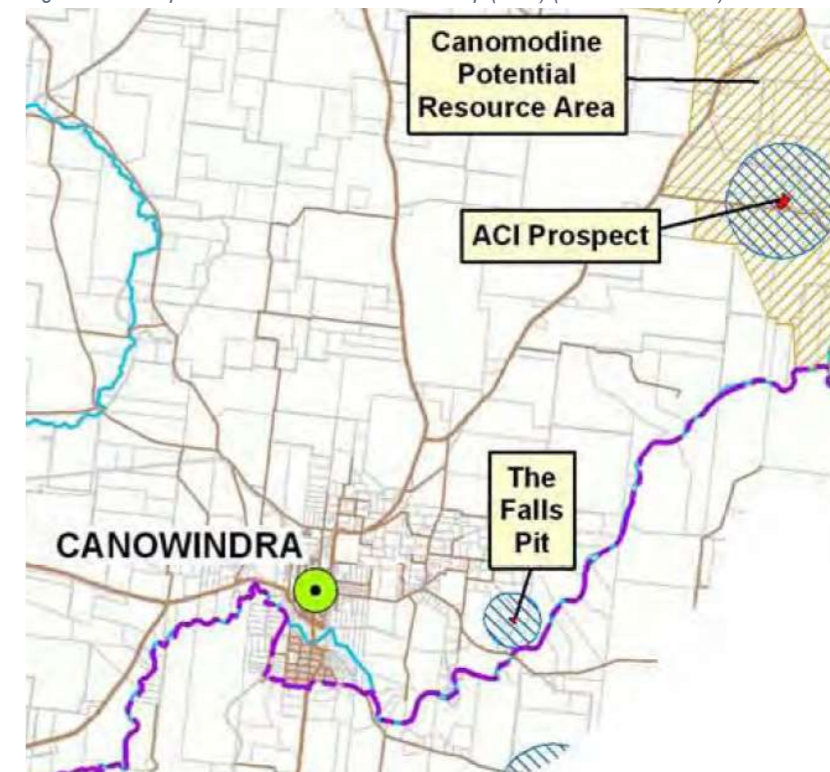 Canomodine
Potential
Resource Area
ACI Prospect
The
Falls
Pit
CANOWINDRA